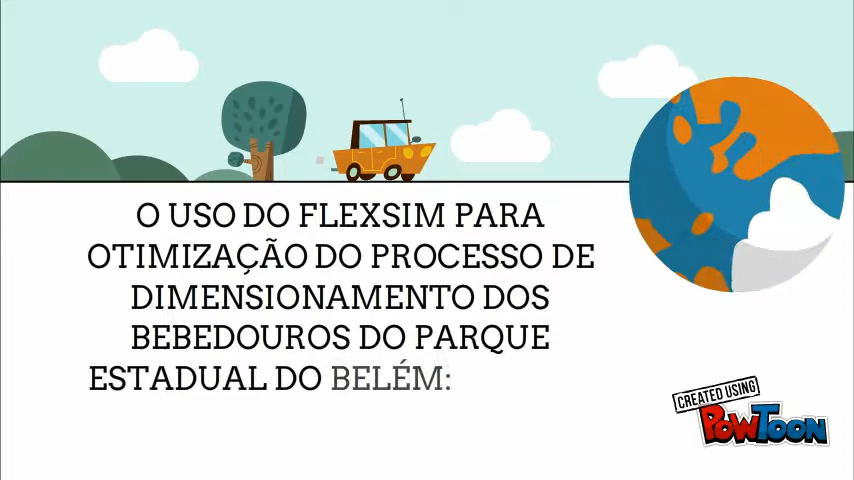 O USO DO FLEXSIM PARA
OTIMIZAÇÃO DO PROCESSO DE
DIMENSIONAMENTO DOS
BEBEDOUROS DO PARQUE
ESTADUAL DO BELÉM:
CREATED USING
POWTOON